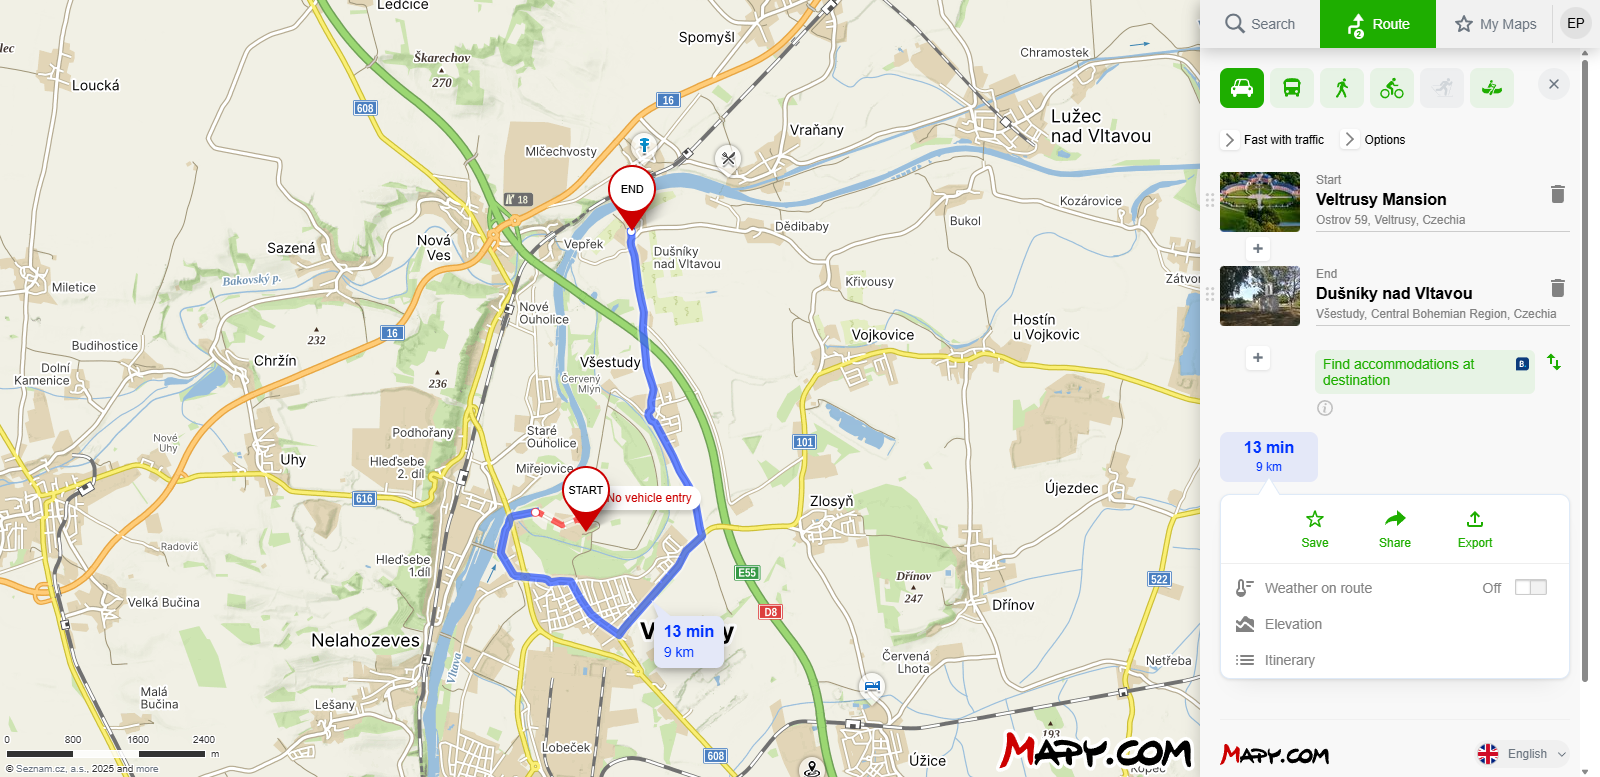 Ledčice
Spomyšl
Chramostek
lec
Škarechov
270
Loucká
608
16
Lužec
nad Vltavou
Vraňany
Mlčechvosty
END
18
Kozárovice
Bukol
Dědibaby
Nová
Ves
Vepřek
Sazená
Dušníky
nad Vltavou
Bakovský p.
Miletice
Křivousy
Zátvor
Nové
Ouholice
16
232
Hostín
u Vojkovic
Vojkovice
Budihostice
Chržín
Všestudy
Dolní
Kamenice
236
Červený
Mlýn
Nové
Uhy
Podhořany
Staré
Ouholice
101
Uhy
Hleďsebe
2. díl
Miřejovice
START
No vehicle entry
616
Újezdec
Zlosyň
Radovič
Hleďsebe
1.díl
E55
Dřínov
247
522
Velká Bučina
D8
Dřínov
Nelahozeves
V
y
13 min
9 km
Vltava
Červená
Lhota
Netřeba
Malá
Bučina
Lešany
193
Lobeček
608
Úžice
Kopeč
0 800 1600 2400
m
© Seznam.cz, a.s., 2025 and more
MAPY.COM
Search
2
Route
My Maps
EP
Fast with traffic
Options
Start
Veltrusy Mansion
Ostrov 59, Veltrusy, Czechia
+
End
Dušníky nad Vltavou
Všestudy, Central Bohemian Region, Czechia
+
Find accommodations at
destination
B.
13 min
9 km
Save
Share
Export
Weather on route
Off
Elevation
Itinerary
MAPY.COM
English